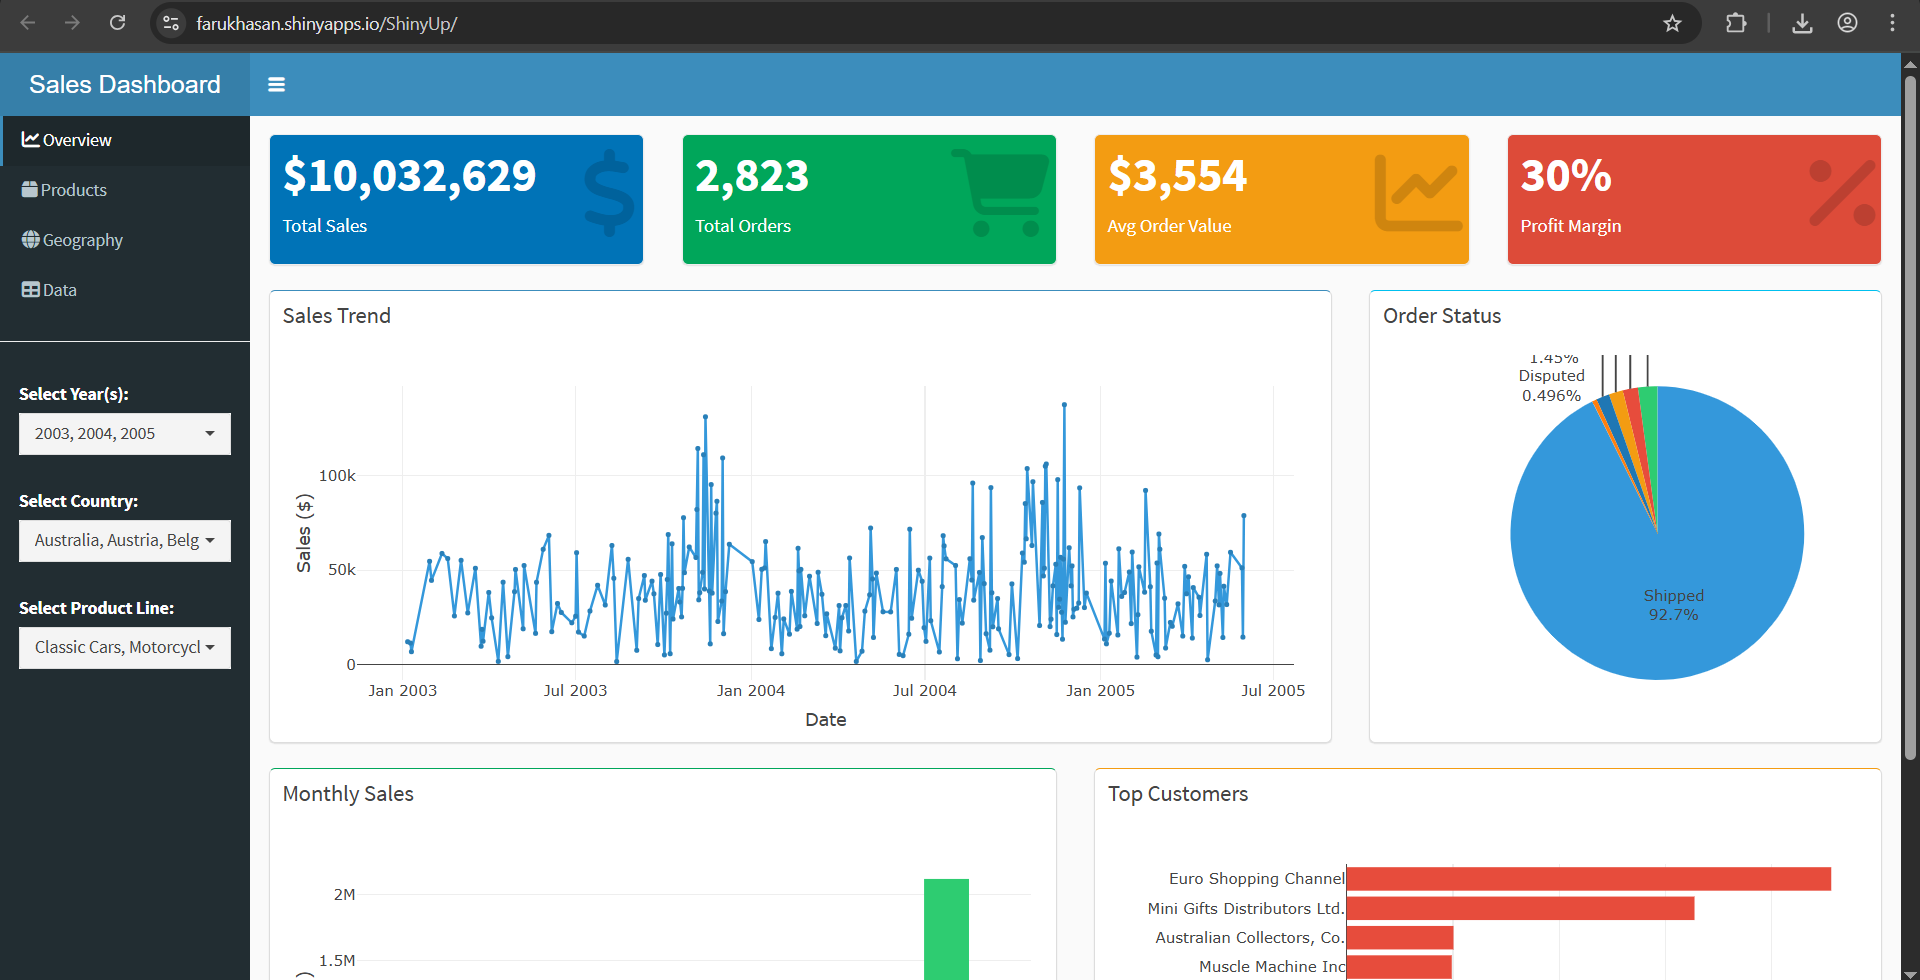 farukhasan.shinyapps.io/ShinyUp/
Sales Dashboard
Overview
Products
Geography
Data
Select Year(s):
2003, 2004, 2005
Select Country:
Australia, Austria, Belg
Select Product Line:
Classic Cars, Motorcycl
$10,032,629
Total Sales
2,823
Total Orders
$3,554
Avg Order Value
30%
Profit Margin
Sales Trend
100k
50k
0
Sales ($)
Jan 2003
Jul 2003
Jan 2004
Jul 2004
Jan 2005
Jul 2005
Date
Order Status
1.45%
Disputed
0.496%
Shipped
92.7%
Monthly Sales
2M
1.5M
Top Customers
Euro Shopping Channel
Mini Gifts Distributors Ltd.
Australian Collectors, Co.
Muscle Machine Inc